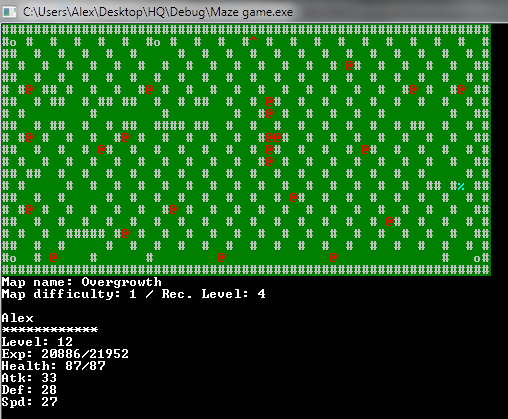 C:\Users\Alex\Desktop\HQ\Debug\Maze game.exe
Map name: Overgrowth
Map difficulty: 1 / Rec. Level: 4
Alex
************
Level: 12
Exp: 20886/21952
Health: 87/87
Atk: 33
Def: 28
Spd: 27